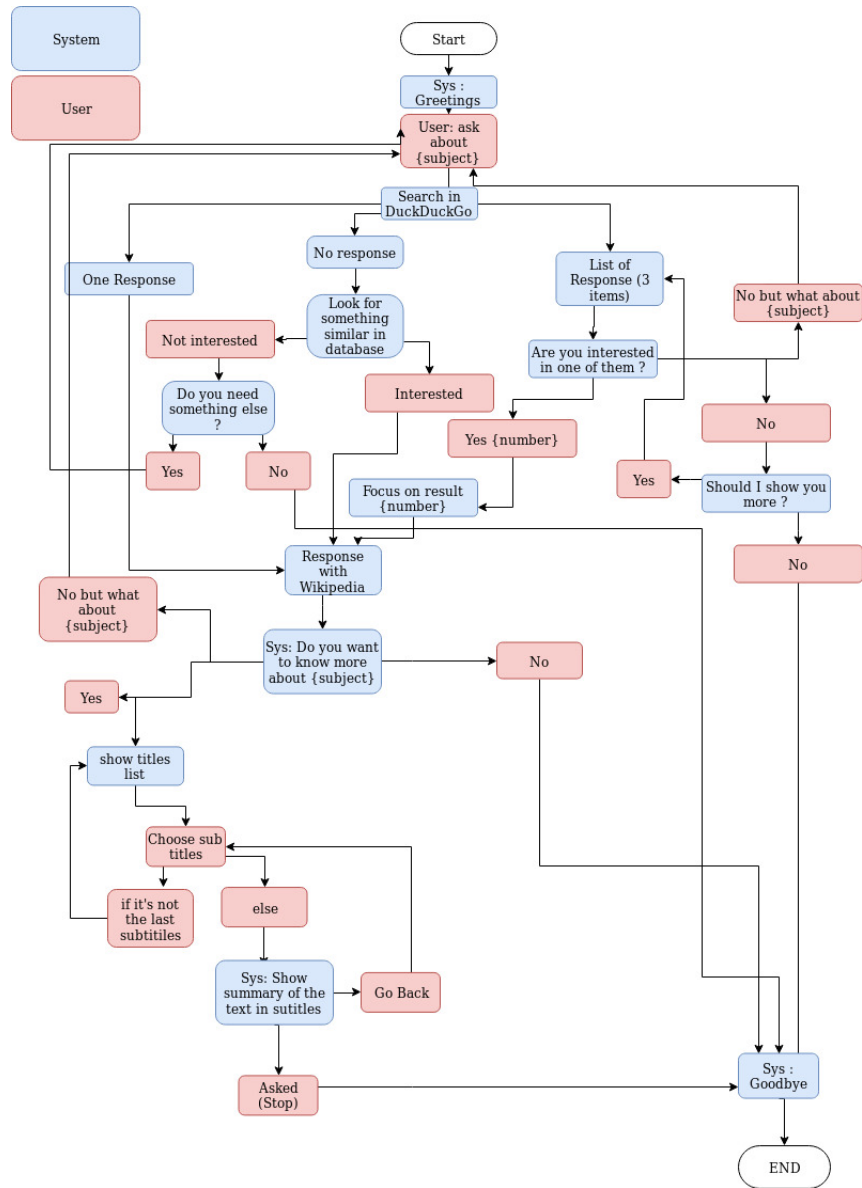 System
Start
Sys :
Greetings
User
User: ask
about
{subject}
Search in
DuckDuckGo
No response
One Response
List of
Response (3
items)
No but what about
{subject}
Look for
something
similar in
database
Not interested
Are you interested
in one of them ?
Do you need
something else
?
Interested
No
Yes {number}
Yes
No
Yes
Should I show you
more ?
Focus on result
{number}
Response
with
Wikipedia
No
No but what
about
{subject}
Sys: Do you want
to know more
about {subject}
No
Yes
show titles
list
Choose sub
titles
if it's not
the last
subtitiles
else
Sys: Show
summary of the
text in sutitles
Go Back
Asked
(Stop)
Sys :
Goodbye
END